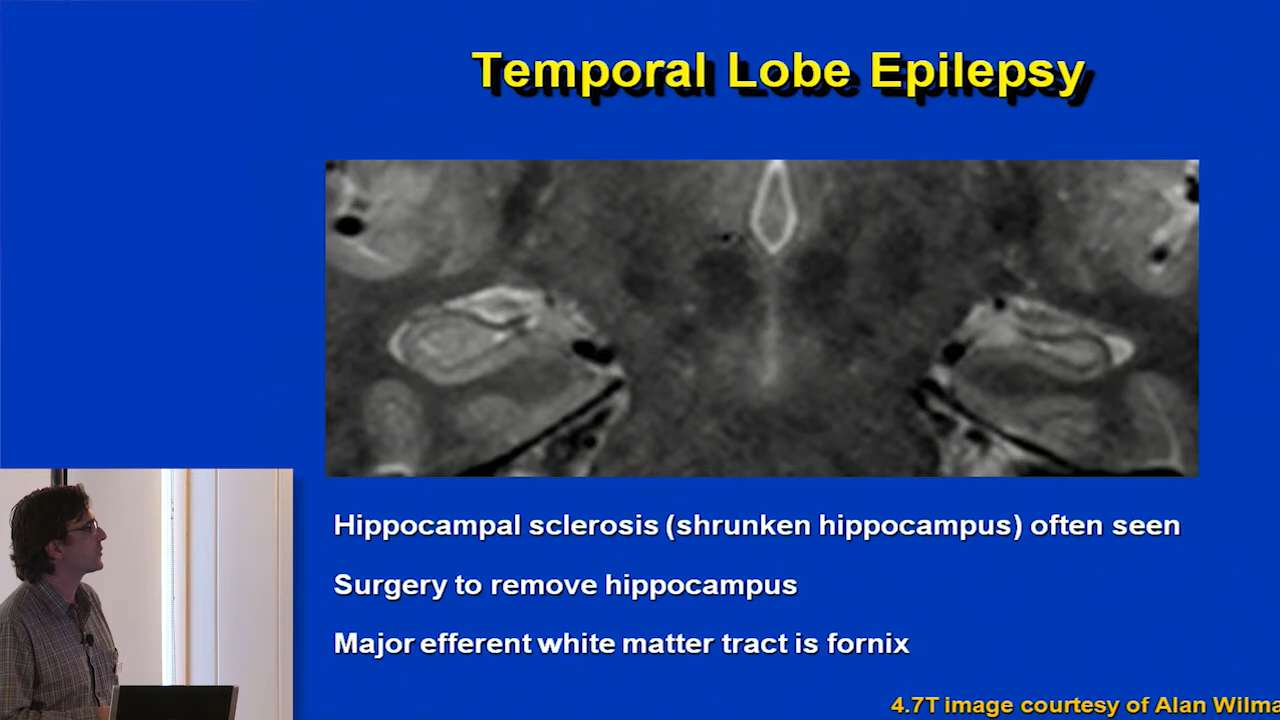 Temporal Lobe Epilepsy
Hippocampal sclerosis (shrunken hippocampus) often seen
Surgery to remove hippocampus
Major efferent white matter tract is fornix
4.7T image courtesy of Alan Wilma